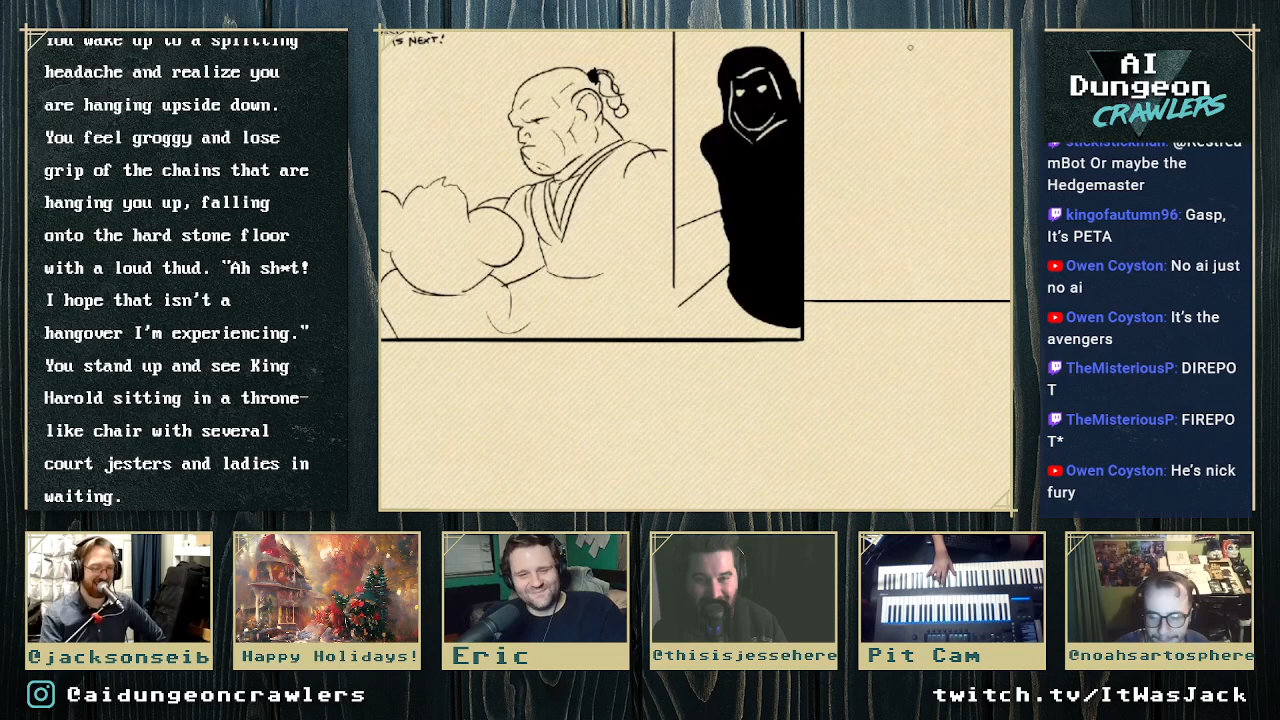 You wake up to a splitting
headache and realize you
are hanging upside down.
You feel groggy and lose
grip of the chains that are
hanging you up, falling
onto the hard stone floor
with a loud thud. "Ah sh*t!
I hope that isn't a
hangover I'm experiencing."
You stand up and see King
Harold sitting in a throne-
like chair with several
court jesters and ladies in
waiting.
IS NEXT!
AI
Dungeon
CRAWLERS
stickistickman: @Restrea
mBot Or maybe the
Hedgemaster
kingofautumn96: Gasp,
It's PETA
Owen Coyston: No ai just
no ai
Owen Coyston: It's the
avengers
TheMisteriousP: DIREPO
T
TheMisteriousP: FIREPO
T*
Owen Coyston: He's nick
fury
@jacksonseib
Happy Holidays!
Eric
@thisisjessehere
Pit Cam
@noahsartosphere
@aidungeoncrawlers
twitch.tv/ItWasJack